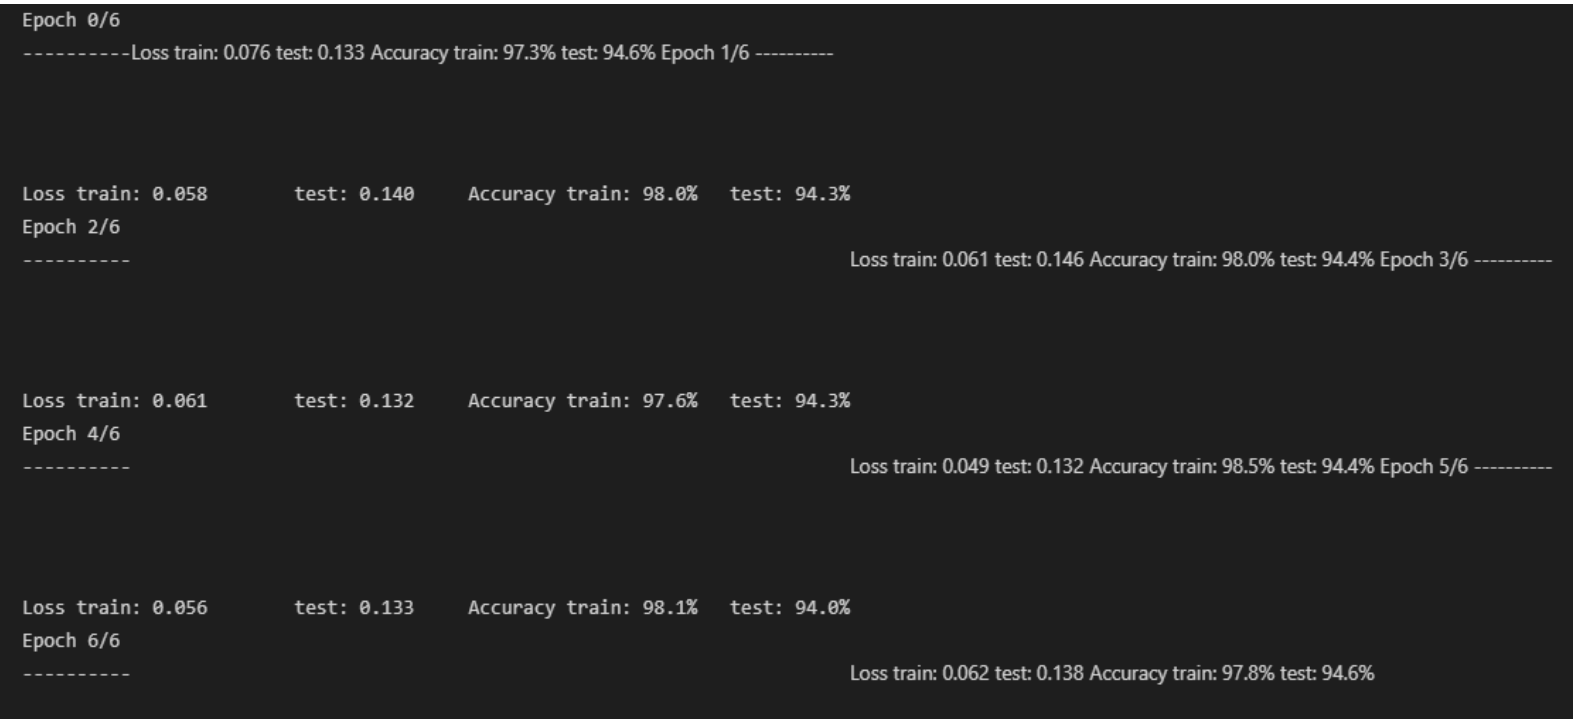 Epoch 0/6
----------Loss train: 0.076 test: 0.133 Accuracy train: 97.3% test: 94.6% Epoch 1/6 ----------
Loss train: 0.058 test: 0.140 Accuracy train: 98.0% test: 94.3%
Epoch 2/6
---------- Loss train: 0.061 test: 0.146 Accuracy train: 98.0% test: 94.4% Epoch 3/6 ----------
Loss train: 0.061 test: 0.132 Accuracy train: 97.6% test: 94.3%
Epoch 4/6
---------- Loss train: 0.049 test: 0.132 Accuracy train: 98.5% test: 94.4% Epoch 5/6 ----------
Loss train: 0.056 test: 0.133 Accuracy train: 98.1% test: 94.0%
Epoch 6/6
---------- Loss train: 0.062 test: 0.138 Accuracy train: 97.8% test: 94.6%